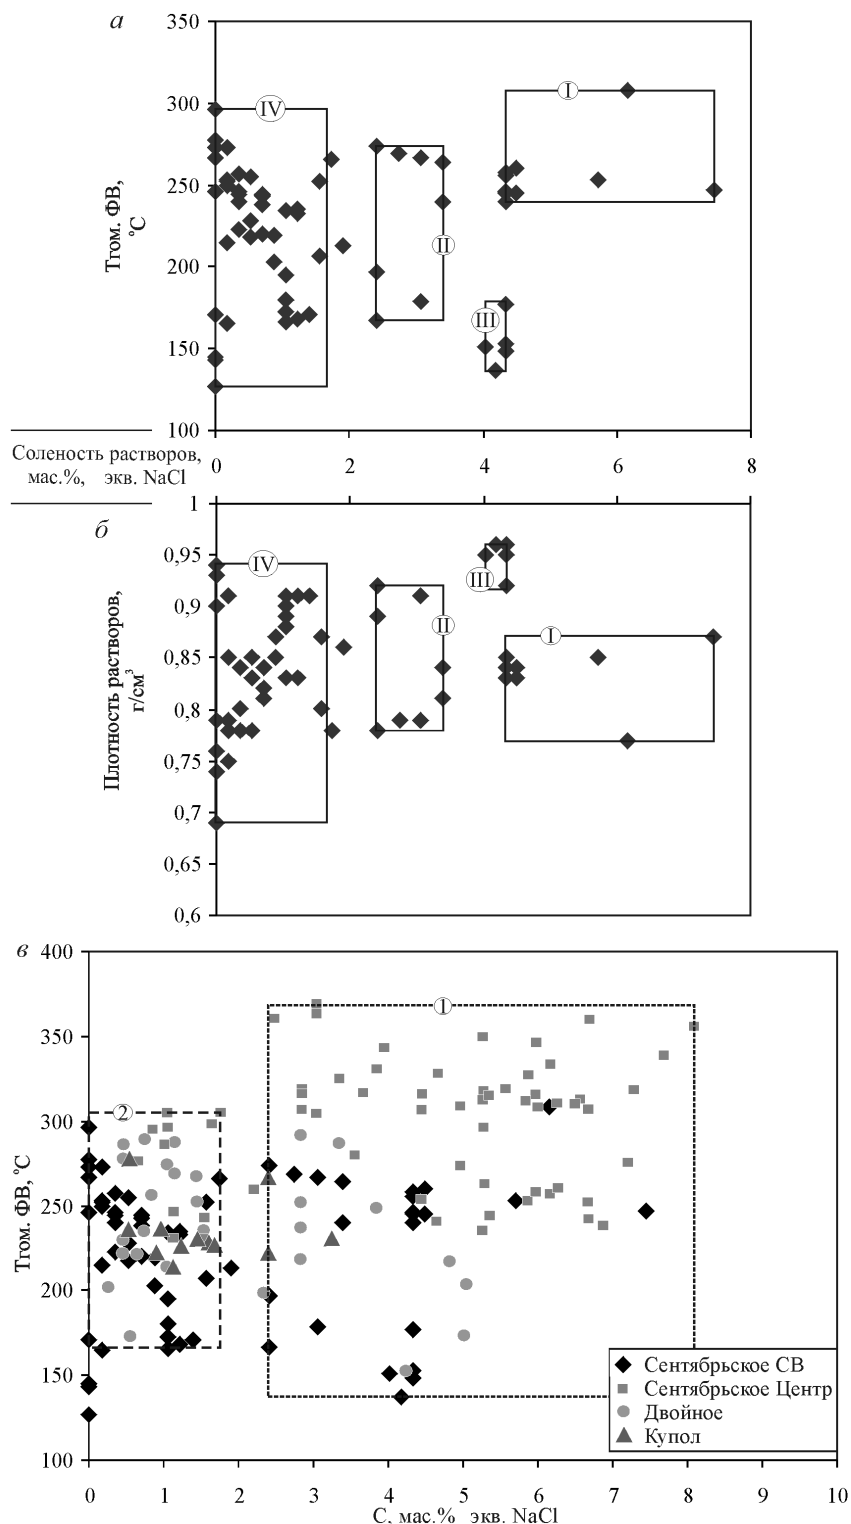 а
350
300
250
200
150
100
Тгом. ФВ,
ºC
IV
I
II
III
Соленость растворов,
мас.%, экв. NaCl
0
2
4
6
8
б
1
0,95
0,9
0,85
0,8
0,75
0,7
0,65
0,6
Плотность растворов,
г/см³
IV
III
II
I
в
400
350
300
250
200
150
100
Тгом. ФВ, ºC
1
2
Сентябрьское СВ
Сентябрьское Центр
Двойное
Купол
0 1 2 3 4 5 6 7 8 9 10
С, мас.% экв. NaCl